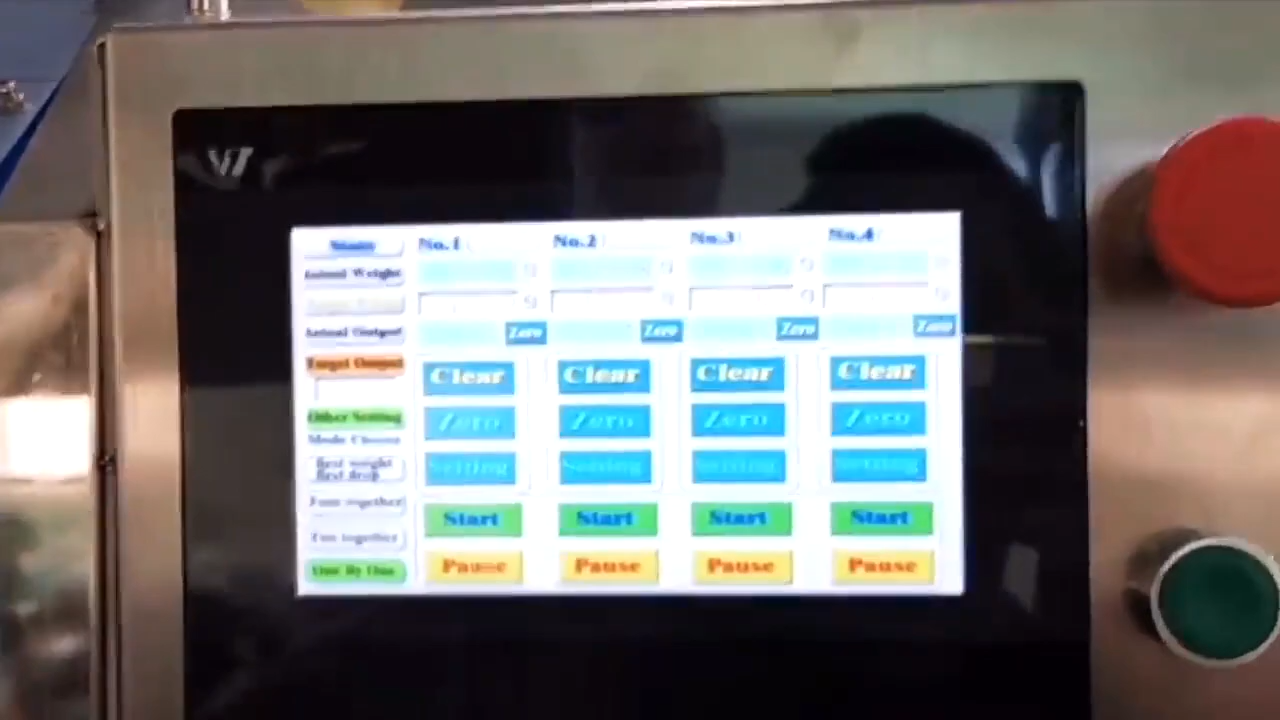 No.1 No.2 No.3 No.4
Actual Weight
Actual Output Zero Zero Zero Zero
Target Output
Clear Clear Clear Clear
Other Setting
Zero Zero Zero Zero
Mode Choose
first weight
first drop
Setting Setting Setting Setting
Four together
Start Start Start Start
Two together
One By One
Pause Pause Pause Pause